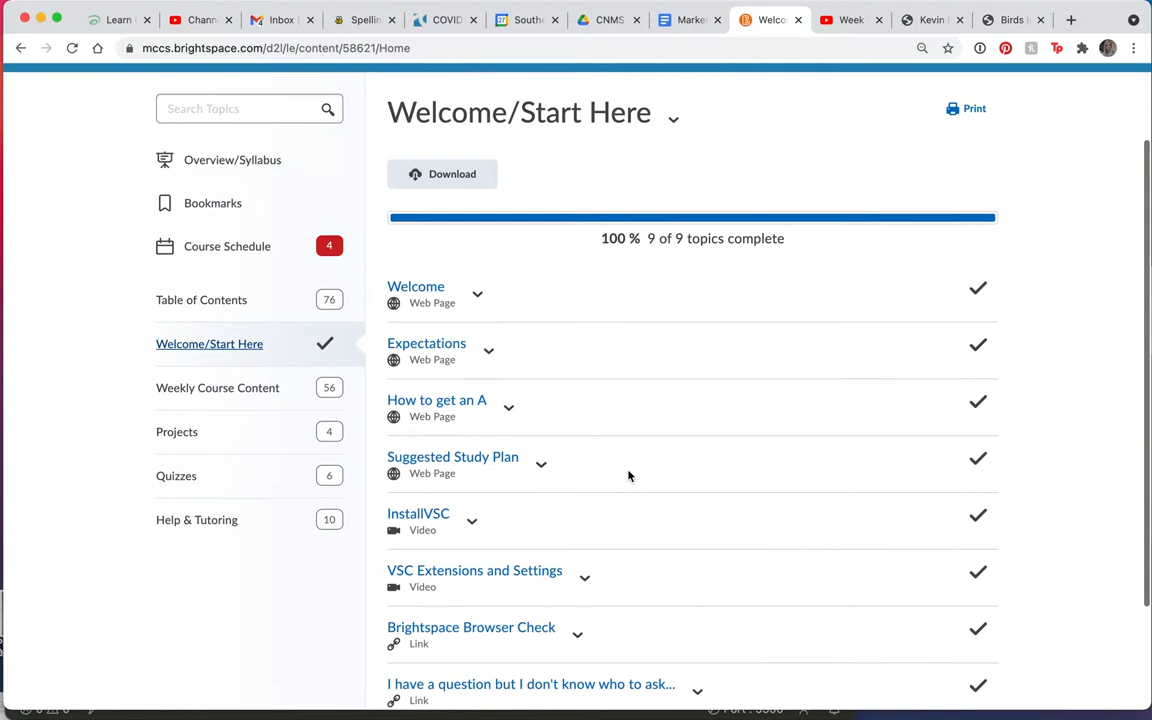 Learn
Chann
Inbox (
Spellin
COVID
Southe
CNMS
Market
Welco
Week
Kevin
Birds i
mccs.brightspace.com/d2l/le/content/58621/Home
Search Topics
Overview/Syllabus
Bookmarks
Course Schedule 4
Table of Contents 76
Welcome/Start Here
Weekly Course Content 56
Projects 4
Quizzes 6
Help & Tutoring 10
Welcome/Start Here
Print
Download
100 % 9 of 9 topics complete
Welcome
Web Page
Expectations
Web Page
How to get an A
Web Page
Suggested Study Plan
Web Page
InstallVSC
Video
VSC Extensions and Settings
Video
Brightspace Browser Check
Link
I have a question but I don't know who to ask...
Link